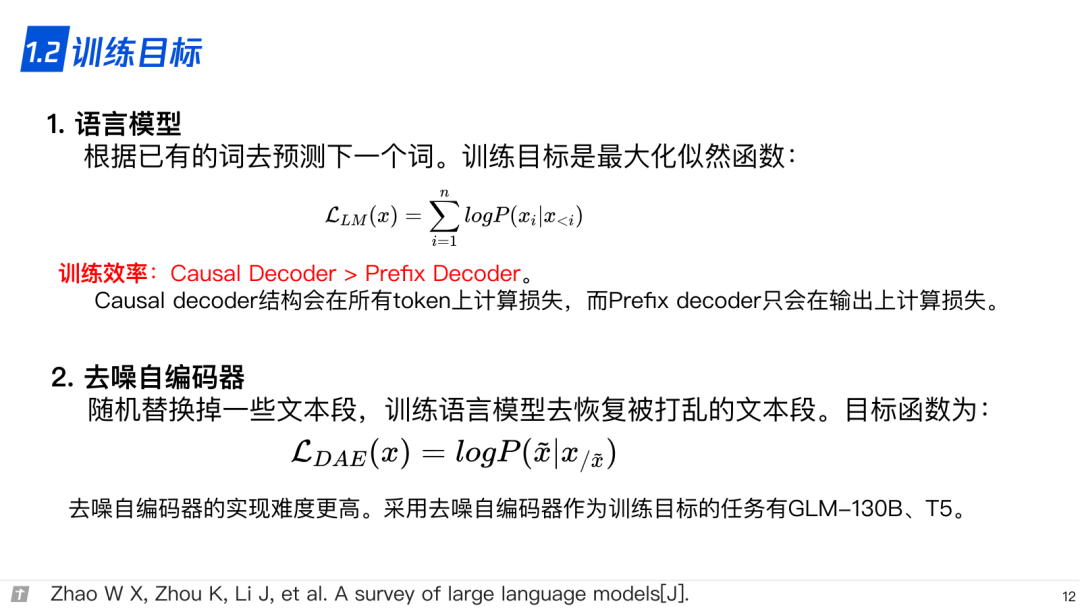 1.2 训练目标
1. 语言模型
根据已有的词去预测下一个词。训练目标是最大化似然函数：
$\mathcal{L}_{LM}(x) = \sum_{i=1}^{n} logP(x_i|x_{<i})$
训练效率：Causal Decoder > Prefix Decoder。
Causal decoder结构会在所有token上计算损失，而Prefix decoder只会在输出上计算损失。
2. 去噪自编码器
随机替换掉一些文本段，训练语言模型去恢复被打乱的文本段。目标函数为：
$\mathcal{L}_{DAE}(x) = logP(\tilde{x}|x_{/\tilde{x}})$
去噪自编码器的实现难度更高。采用去噪自编码器作为训练目标的任务有GLM-130B、T5。
Zhao W X, Zhou K, Li J, et al. A survey of large language models[J].
12